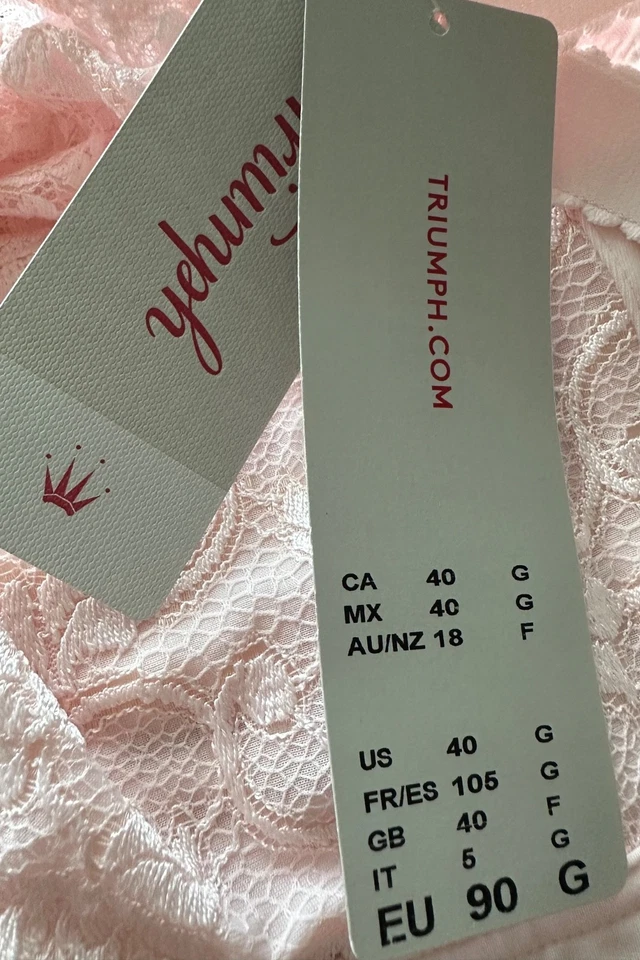 TRIUMPH.COM
CA 40 G
MX 40 G
AU/NZ 18 F
US 40 G
FR/ES 105 G
GB 40 F
IT 5 G
EU 90 G